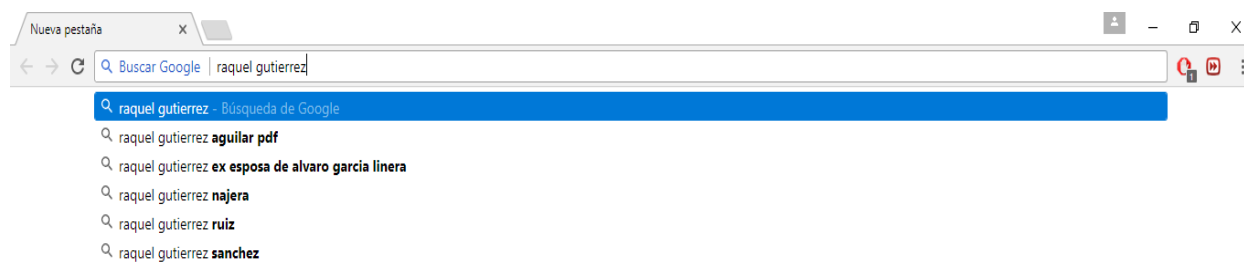 Nueva pestaña
Buscar Google | raquel gutierrez
raquel gutierrez - Búsqueda de Google
raquel gutierrez aguilar pdf
raquel gutierrez ex esposa de alvaro garcia linera
raquel gutierrez najera
raquel gutierrez ruiz
raquel gutierrez sanchez
1